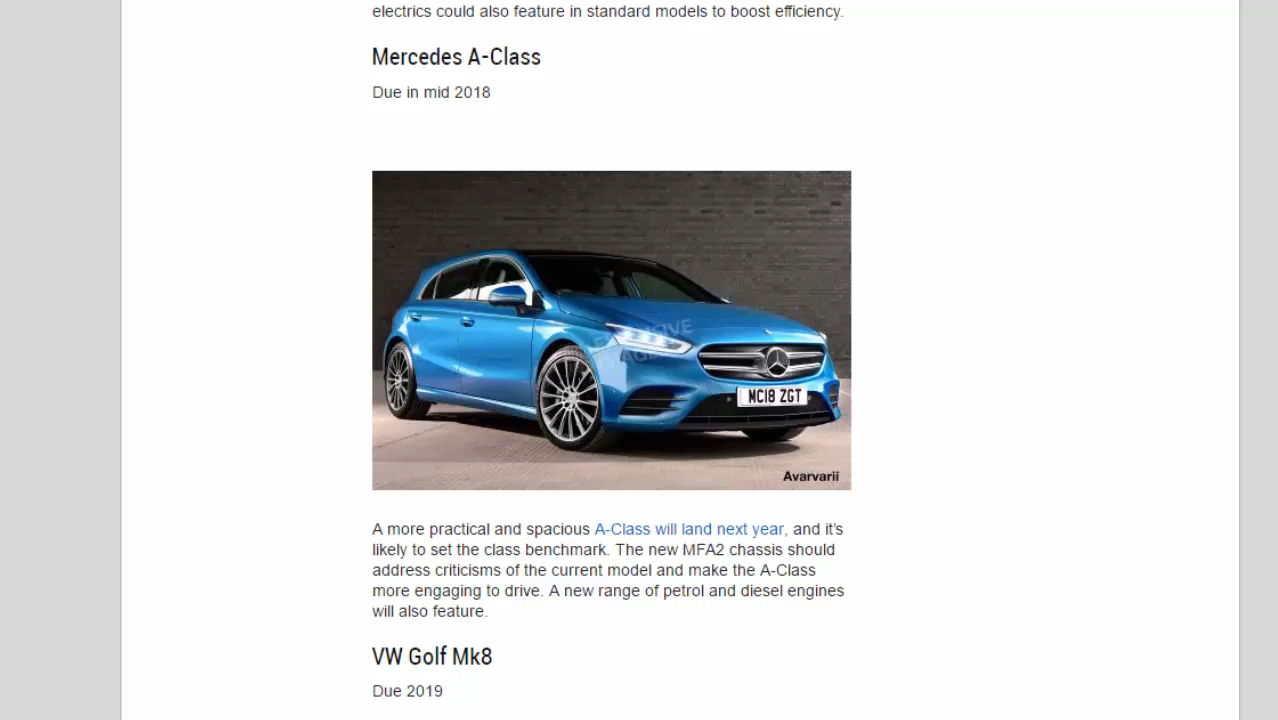 electrics could also feature in standard models to boost efficiency.
Mercedes A-Class
Due in mid 2018
MC18 ZGT
Avarvarii
A more practical and spacious A-Class will land next year, and it’s
likely to set the class benchmark. The new MFA2 chassis should
address criticisms of the current model and make the A-Class
more engaging to drive. A new range of petrol and diesel engines
will also feature.
VW Golf Mk8
Due 2019